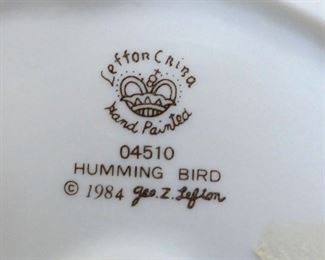 Lefton China
Hand Painted
04510
HUMMING BIRD
© 1984 Geo. Z. Lefton